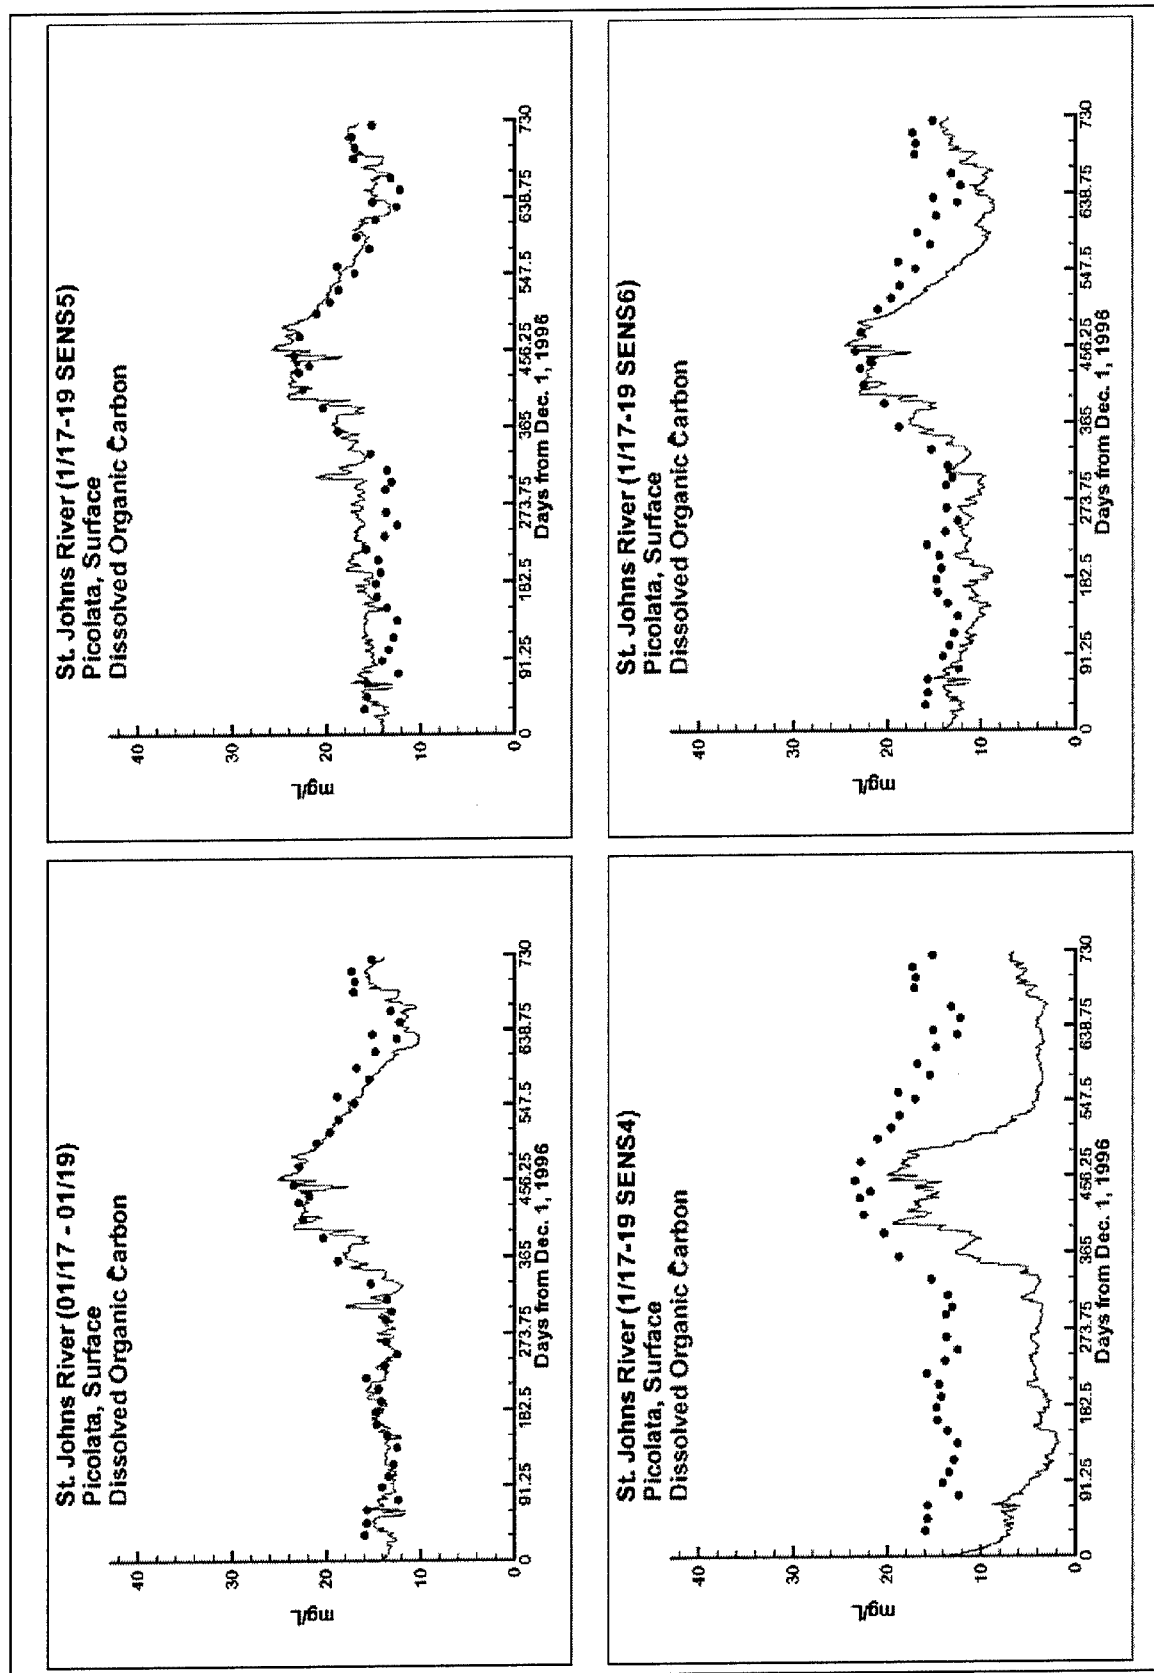 St. Johns River (01/17 - 01/19)
Picolata, Surface
Dissolved Organic Carbon
mg/L
40
30
20
10
0
0 91.25 182.5 273.75 365 456.25 547.5 638.75 730
Days from Dec. 1, 1996
St. Johns River (1/17-19 SENS5)
Picolata, Surface
Dissolved Organic Carbon
mg/L
40
30
20
10
0
0 91.25 182.5 273.75 365 456.25 547.5 638.75 730
Days from Dec. 1, 1996
St. Johns River (1/17-19 SENS4)
Picolata, Surface
Dissolved Organic Carbon
mg/L
40
30
20
10
0
0 91.25 182.5 273.75 365 456.25 547.5 638.75 730
Days from Dec. 1, 1996
St. Johns River (1/17-19 SENS6)
Picolata, Surface
Dissolved Organic Carbon
mg/L
40
30
20
10
0
0 91.25 182.5 273.75 365 456.25 547.5 638.75 730
Days from Dec. 1, 1996